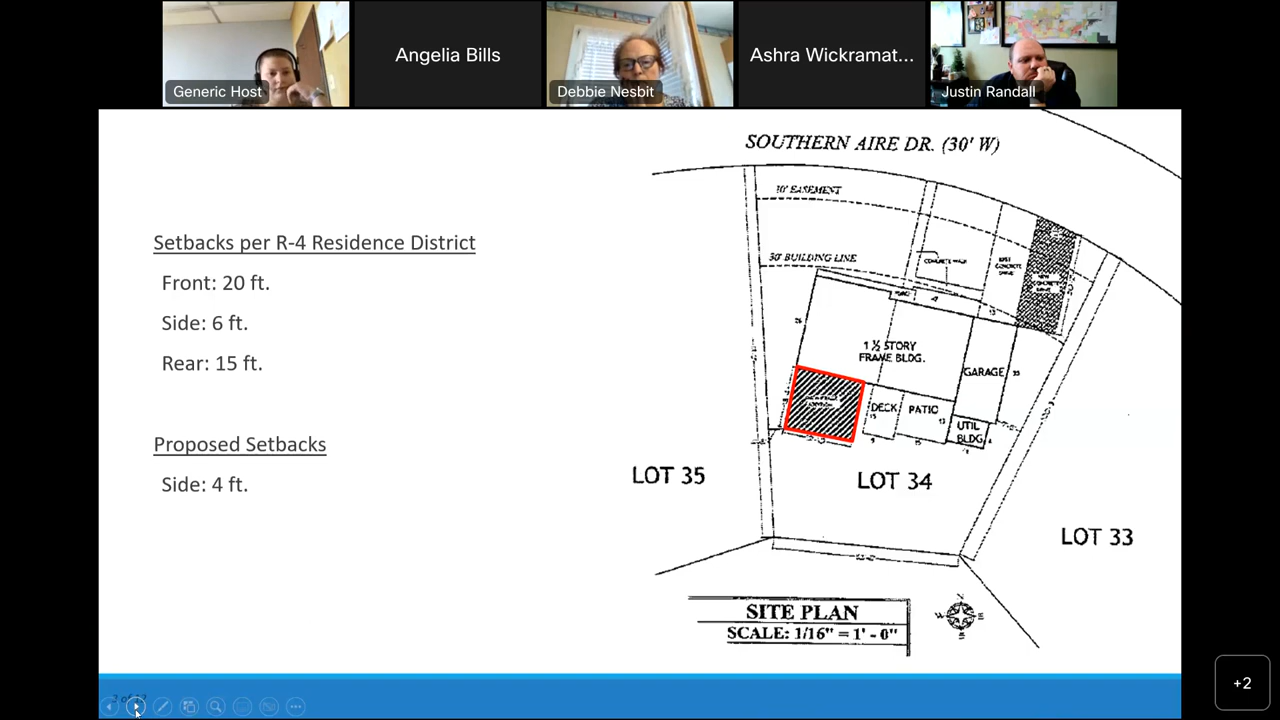 Generic Host
Angelia Bills
Debbie Nesbit
Ashra Wickramat...
Justin Randall
Setbacks per R-4 Residence District
Front: 20 ft.
Side: 6 ft.
Rear: 15 ft.
Proposed Setbacks
Side: 4 ft.
SOUTHERN AIRE DR. (30' W)
10' EASEMENT
30' BUILDING LINE
CONCRETE WALK
1 ½ STORY
FRAME BLDG.
GARAGE
DECK
PATIO
UTIL
BLDG.
LOT 35
LOT 34
LOT 33
SITE PLAN
SCALE: 1/16" = 1' - 0"
N
W
E
+2